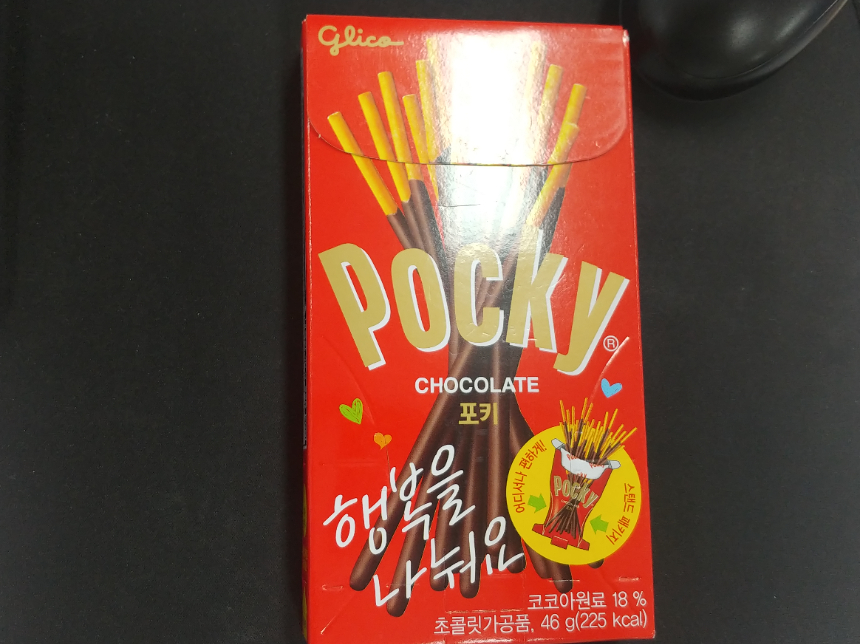 Glico
Pocky®
CHOCOLATE
포키
행복을
나눠요
어디서나 편하게!
POCKY
스탠드 패키지
코코아원료 18 %
초콜릿가공품, 46 g(225 kcal)